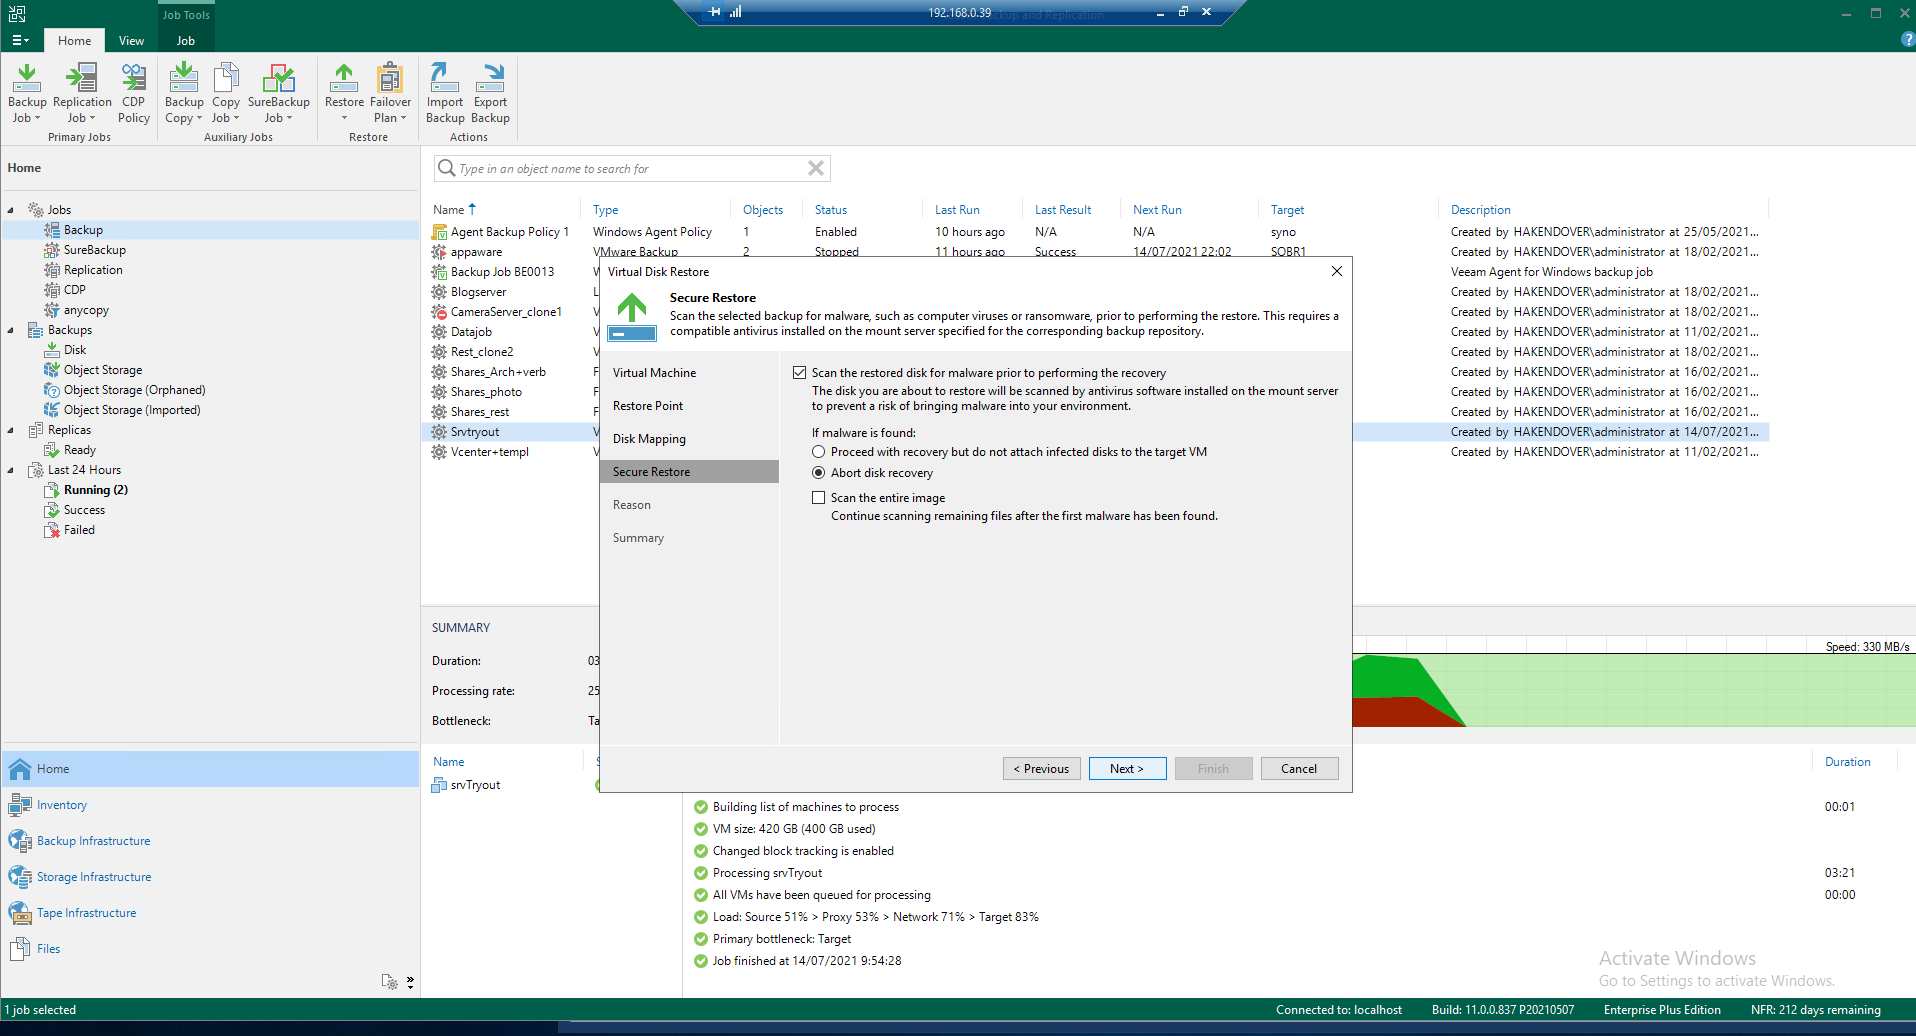 Job Tools
192.168.0.39
ckup and Replication
Home
View
Job
Backup Job
Replication Job
CDP Policy
Backup Copy
Copy Job
SureBackup Job
Restore
Failover Plan
Import Backup
Export Backup
Primary Jobs
Auxiliary Jobs
Restore
Actions
Home
Jobs
Backup
SureBackup
Replication
CDP
anycopy
Backups
Disk
Object Storage
Object Storage (Orphaned)
Object Storage (Imported)
Replicas
Ready
Last 24 Hours
Running (2)
Success
Failed
Home
Inventory
Backup Infrastructure
Storage Infrastructure
Tape Infrastructure
Files
Type in an object name to search for
Name Type Objects Status Last Run Last Result Next Run Target Description
Agent Backup Policy 1 Windows Agent Policy 1 Enabled 10 hours ago N/A N/A syno Created by HAKENDOVER\administrator at 25/05/2021...
appaware VMware Backup 2 Stopped 11 hours ago Success 14/07/2021 22:02 SOBR1 Created by HAKENDOVER\administrator at 18/02/2021...
Backup Job BE0013 W Veeam Agent for Windows backup job
Blogserver L Created by HAKENDOVER\administrator at 18/02/2021...
CameraServer_clone1 V Created by HAKENDOVER\administrator at 18/02/2021...
Datajob V Created by HAKENDOVER\administrator at 11/02/2021...
Rest_clone2 V Created by HAKENDOVER\administrator at 18/02/2021...
Shares_Arch+verb F Created by HAKENDOVER\administrator at 16/02/2021...
Shares_photo F Created by HAKENDOVER\administrator at 16/02/2021...
Shares_rest F Created by HAKENDOVER\administrator at 16/02/2021...
Srvtryout V Created by HAKENDOVER\administrator at 14/07/2021...
Vcenter+templ V Created by HAKENDOVER\administrator at 11/02/2021...
Virtual Disk Restore
Secure Restore
Scan the selected backup for malware, such as computer viruses or ransomware, prior to performing the restore. This requires a
compatible antivirus installed on the mount server specified for the corresponding backup repository.
Virtual Machine
Restore Point
Disk Mapping
Secure Restore
Reason
Summary
Scan the restored disk for malware prior to performing the recovery
The disk you are about to restore will be scanned by antivirus software installed on the mount server
to prevent a risk of bringing malware into your environment.
If malware is found:
Proceed with recovery but do not attach infected disks to the target VM
Abort disk recovery
Scan the entire image
Continue scanning remaining files after the first malware has been found.
< Previous
Next >
Finish
Cancel
SUMMARY
Duration: 03
Processing rate: 25
Bottleneck: Ta
Speed: 330 MB/s
Name S Duration
srvTryout
Building list of machines to process 00:01
VM size: 420 GB (400 GB used)
Changed block tracking is enabled
Processing srvTryout 03:21
All VMs have been queued for processing 00:00
Load: Source 51% > Proxy 53% > Network 71% > Target 83%
Primary bottleneck: Target
Job finished at 14/07/2021 9:54:28
Activate Windows
Go to Settings to activate Windows.
1 job selected
Connected to: localhost
Build: 11.0.0.837 P20210507
Enterprise Plus Edition
NFR: 212 days remaining